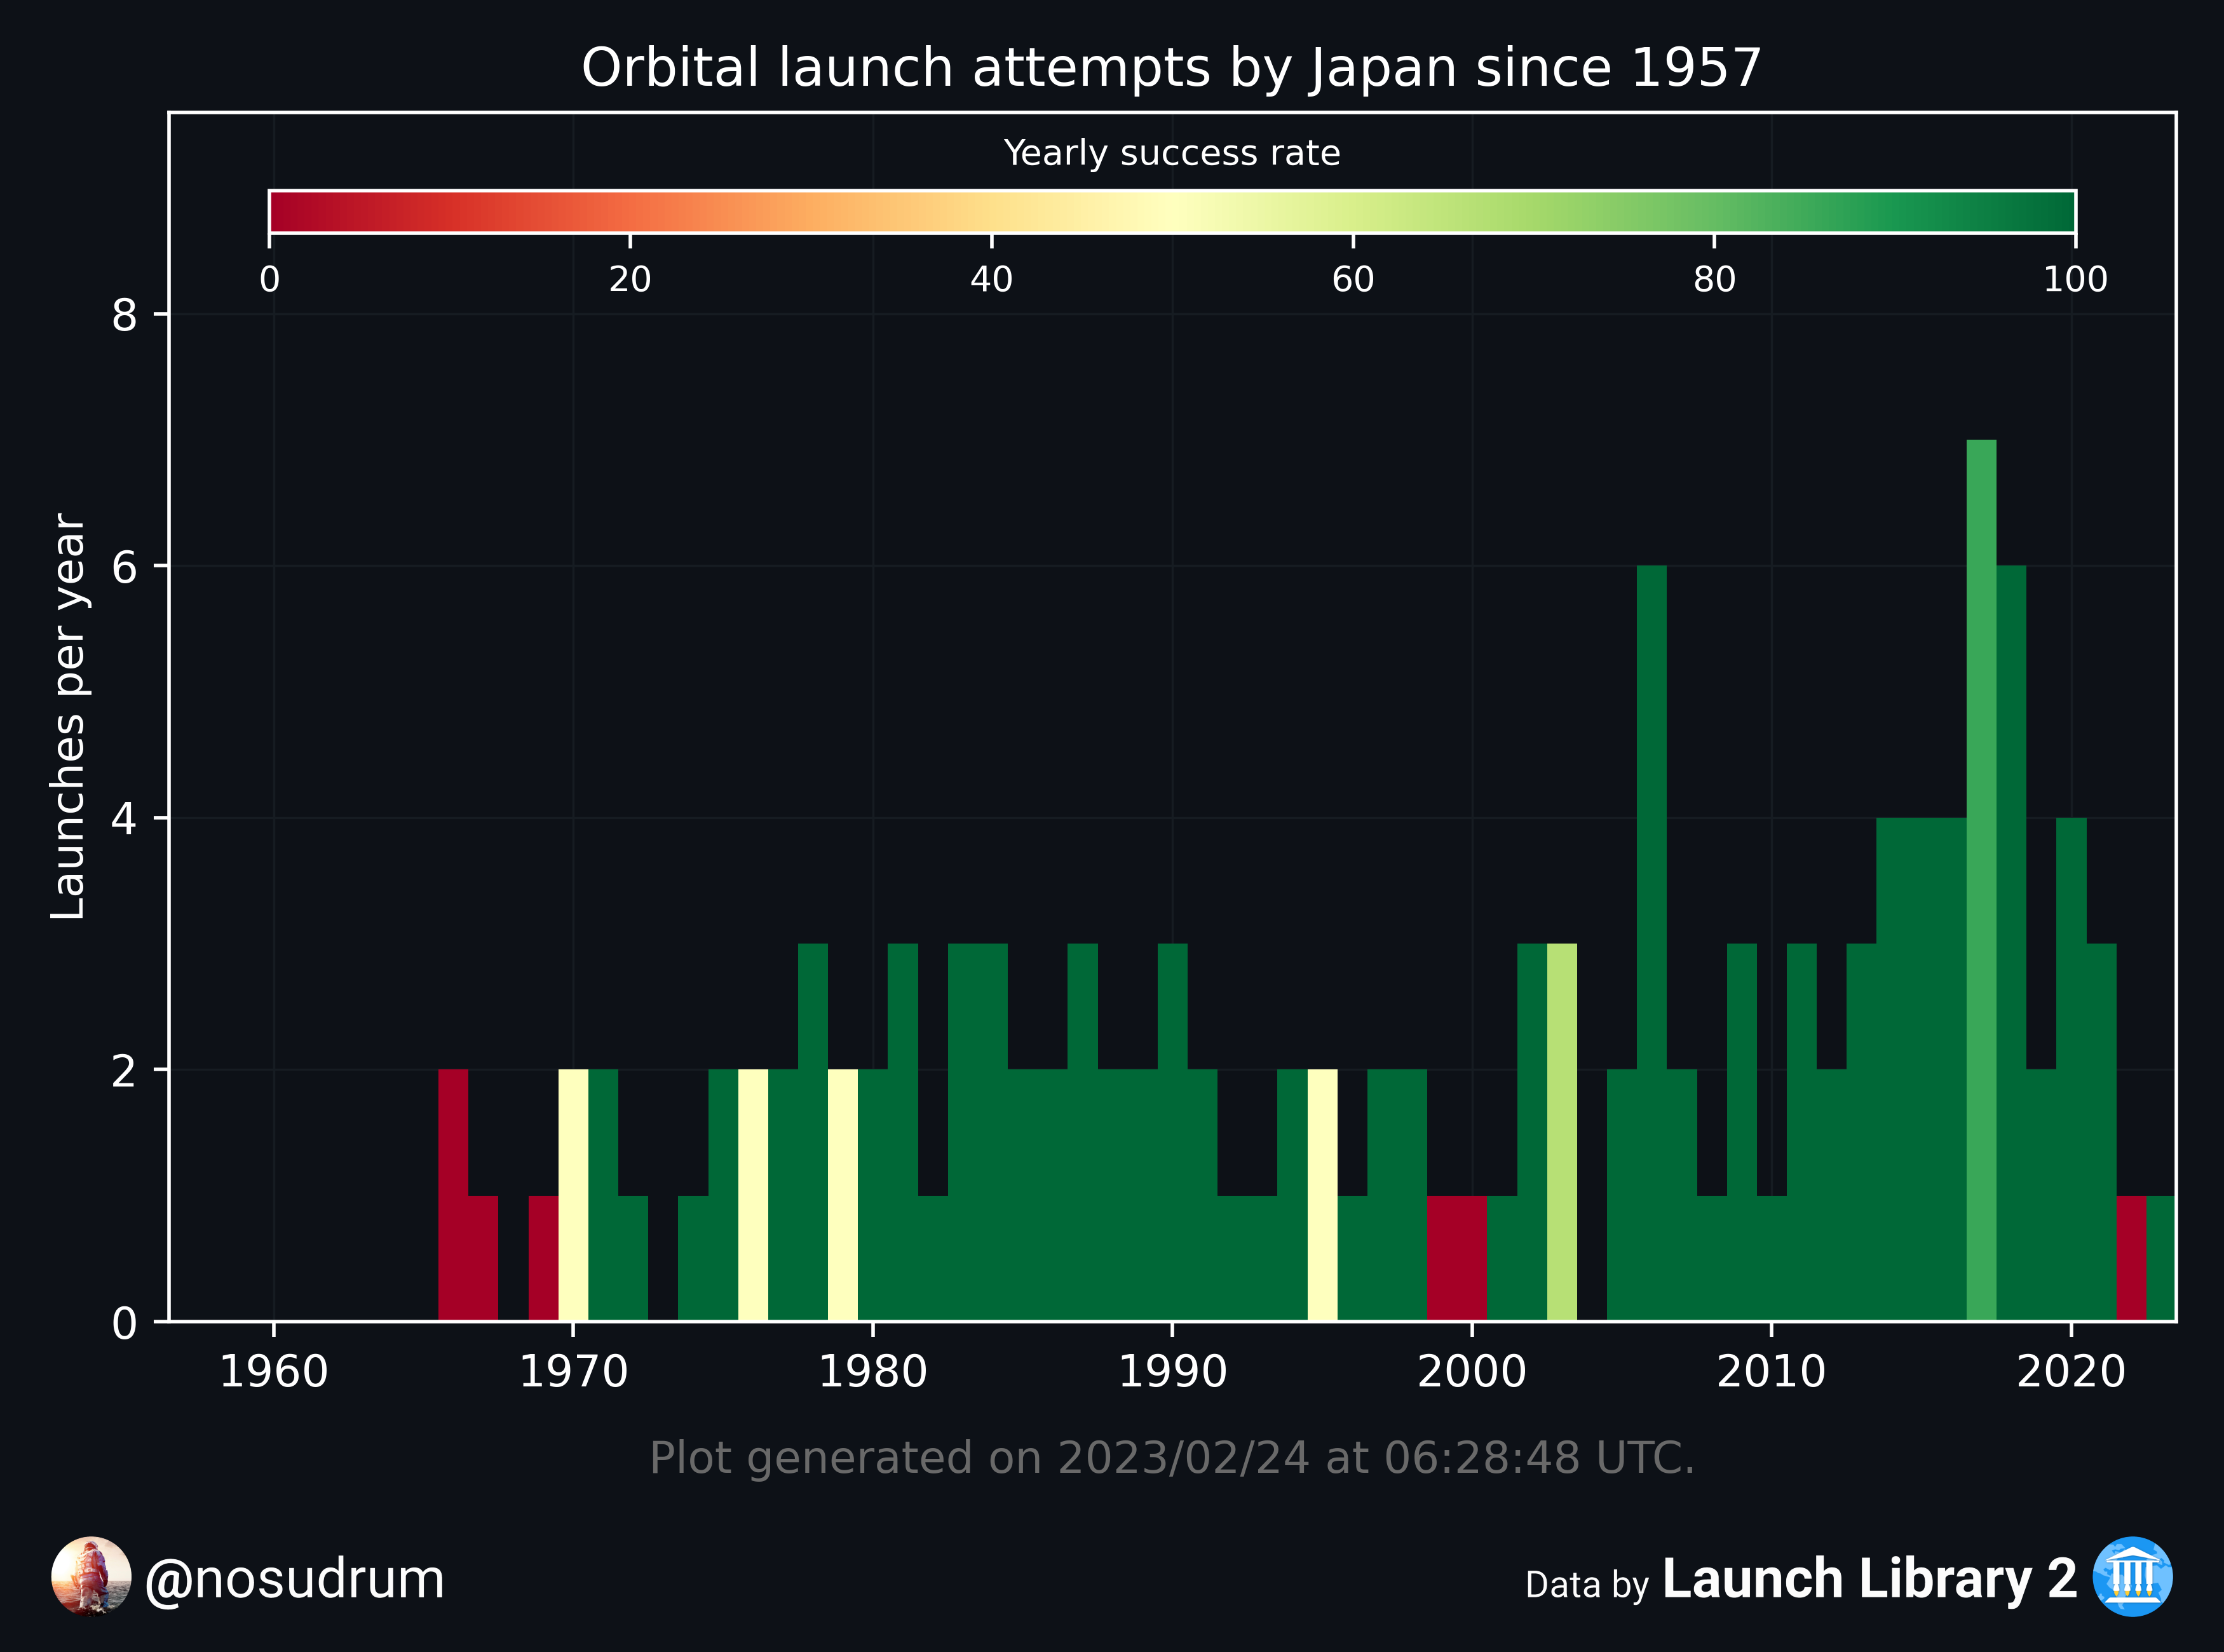 Orbital launch attempts by Japan since 1957
Yearly success rate
0 20 40 60 80 100
Launches per year
8
6
4
2
0
1960 1970 1980 1990 2000 2010 2020
Plot generated on 2023/02/24 at 06:28:48 UTC.
@nosudrum
Data by Launch Library 2